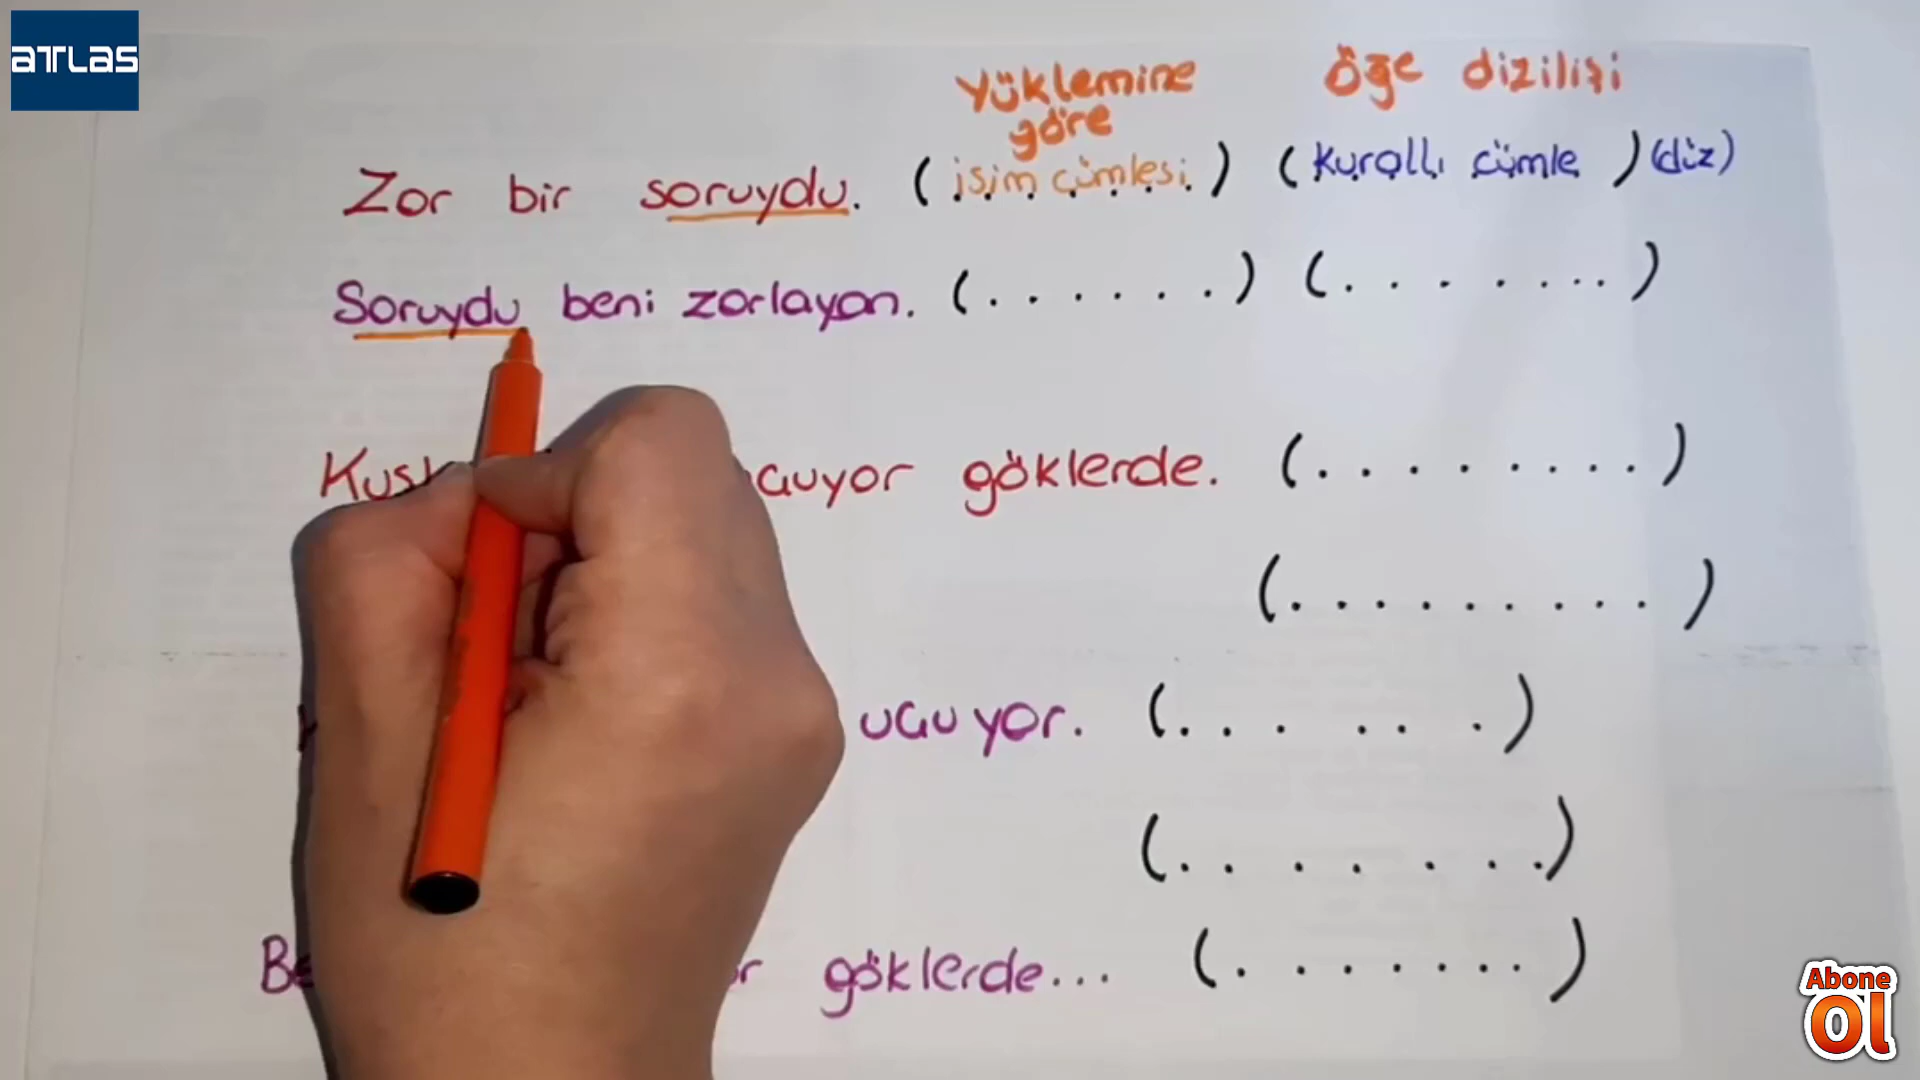 ATLAS
Yüklemine göre
Öğe dizilişi
Zor bir soruydu. (isim cümlesi) (kurallı cümle) (düz)
Soruydu beni zorlayan. (......) (.......)
uçuyor göklerde. (........)
(.........)
uçuyor. (......)
(.......)
göklerde... (.......)
Abone
Ol